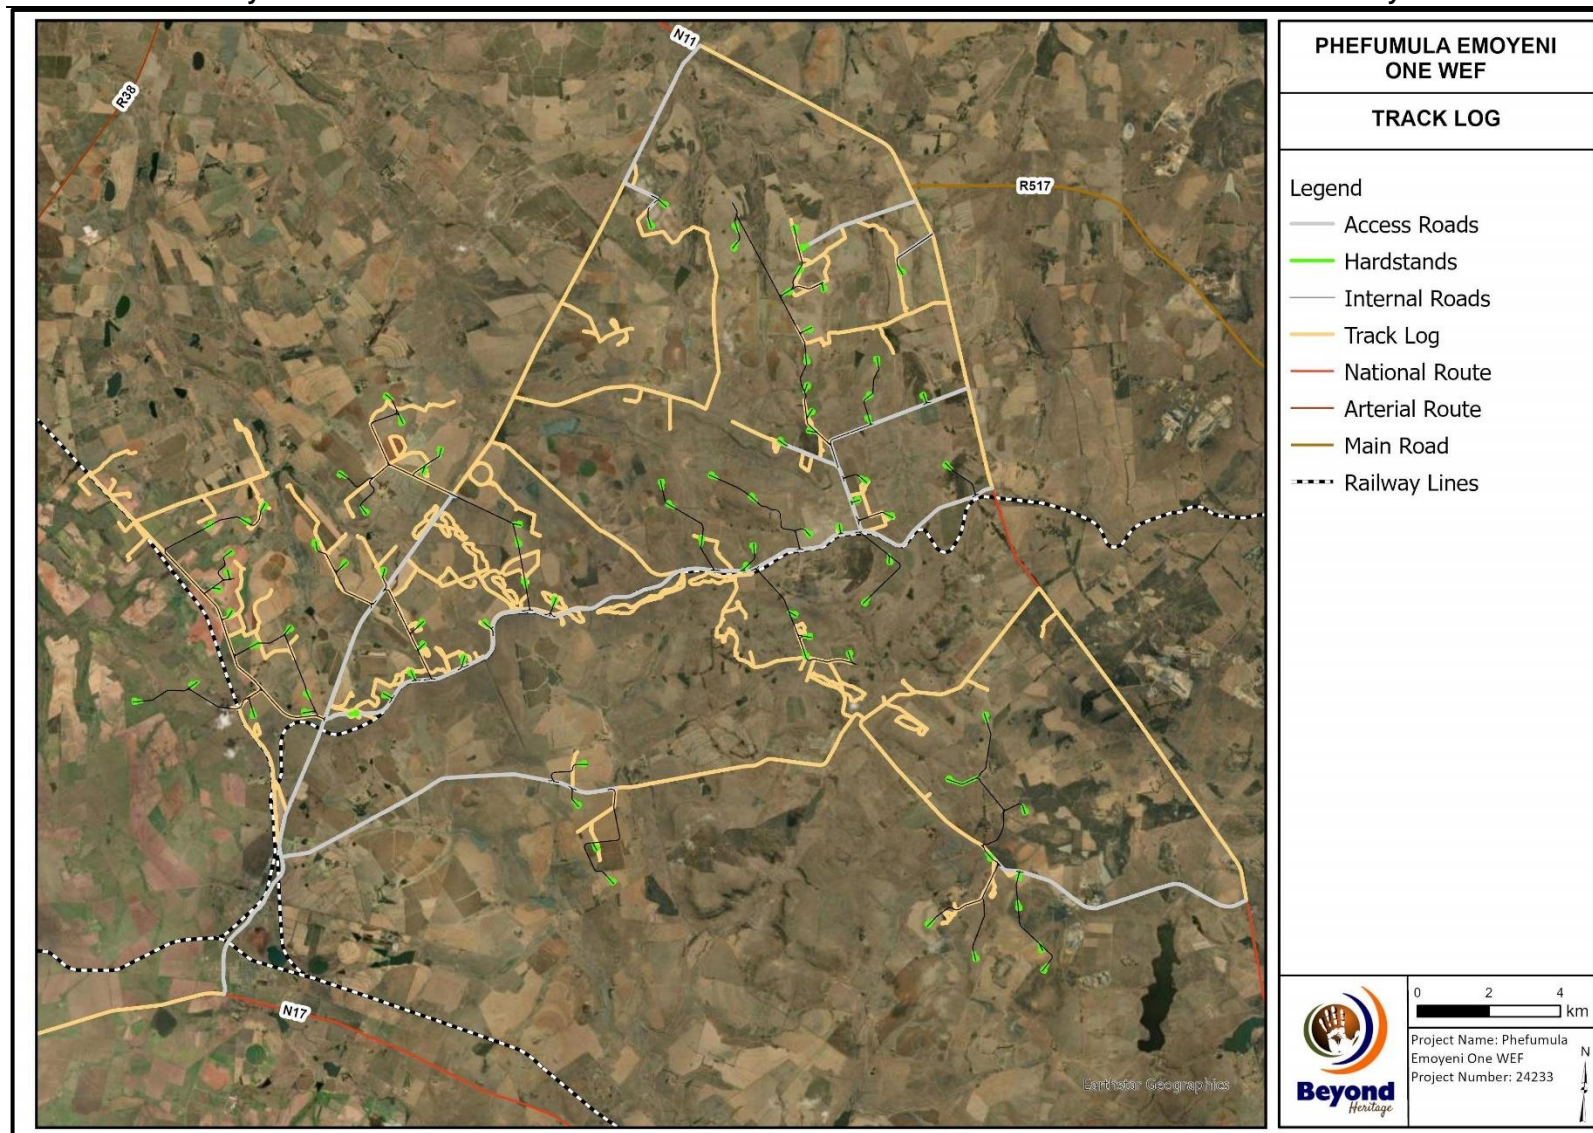 PHEFUMULA EMOYENI
ONE WEF
TRACK LOG
Legend
Access Roads
Hardstands
Internal Roads
Track Log
National Route
Arterial Route
Main Road
Railway Lines
N11
R38
R517
N17
Earthstar Geographics
0 2 4
km
Project Name: Phefumula
Emoyeni One WEF
Project Number: 24233
N
Beyond
Heritage